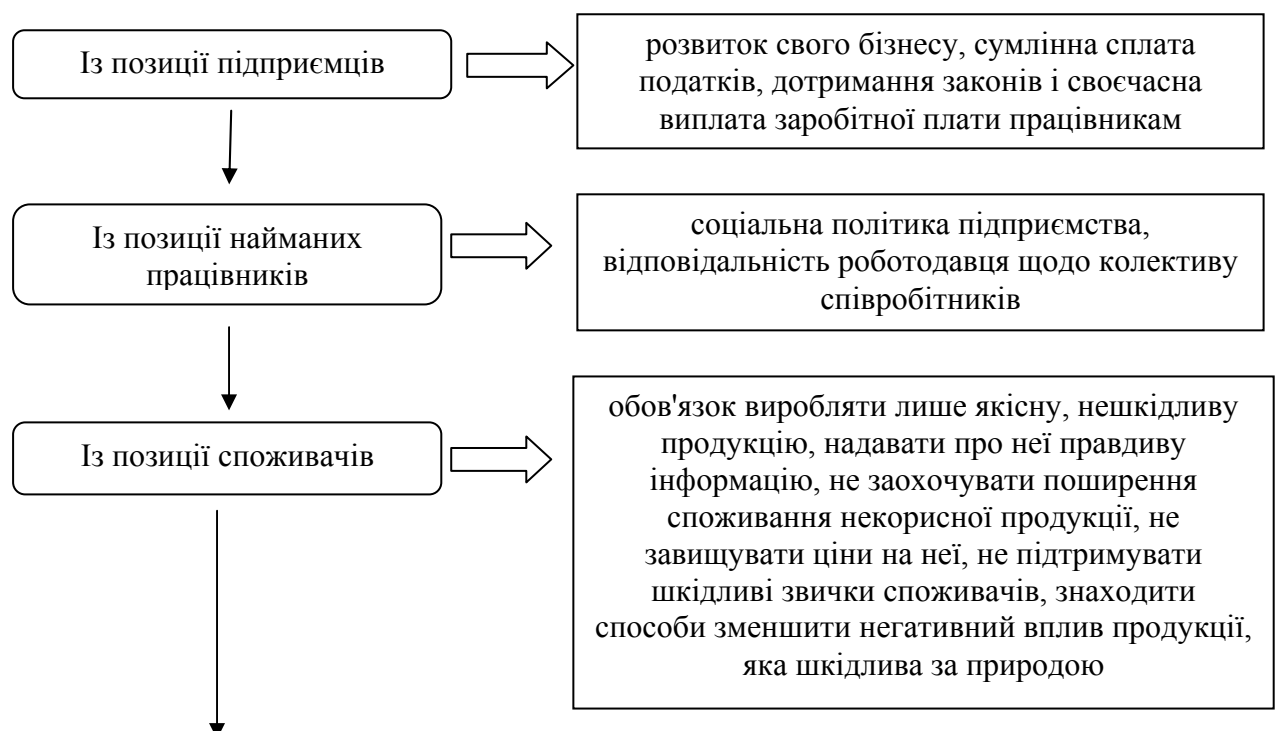 Із позиції підприємців
розвиток свого бізнесу, сумлінна сплата
податків, дотримання законів і своєчасна
виплата заробітної плати працівникам
Із позиції найманих
працівників
соціальна політика підприємства,
відповідальність роботодавця щодо колективу
співробітників
Із позиції споживачів
обов'язок виробляти лише якісну, нешкідливу
продукцію, надавати про неї правдиву
інформацію, не заохочувати поширення
споживання некорисної продукції, не
завищувати ціни на неї, не підтримувати
шкідливі звички споживачів, знаходити
способи зменшити негативний вплив продукції,
яка шкідлива за природою